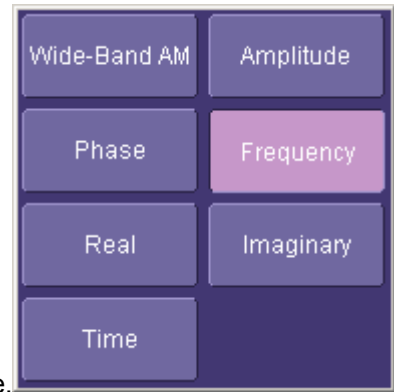 Wide-Band AM Amplitude
Phase Frequency
Real Imaginary
Time
e.